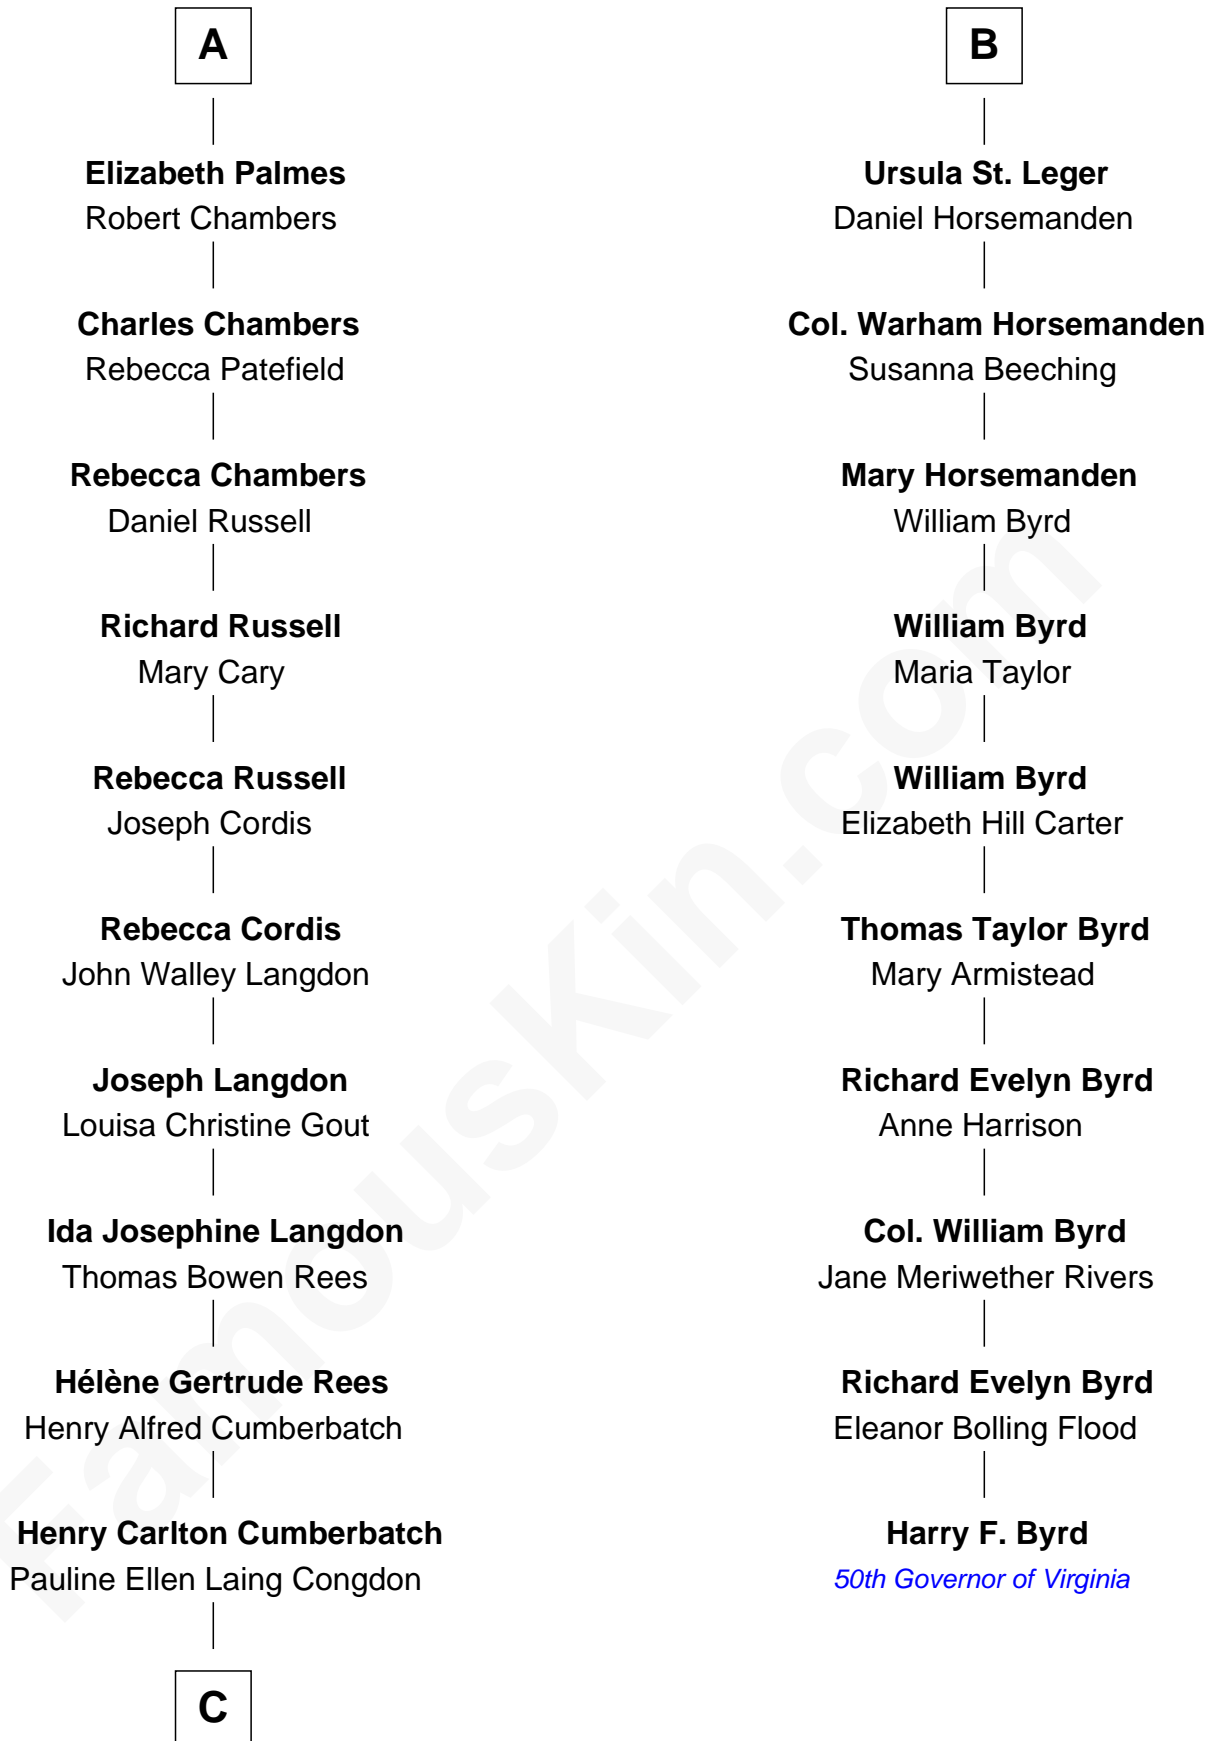 A
Elizabeth Palmes
Robert Chambers
Charles Chambers
Rebecca Patefield
Rebecca Chambers
Daniel Russell
Richard Russell
Mary Cary
Rebecca Russell
Joseph Cordis
Rebecca Cordis
John Walley Langdon
Joseph Langdon
Louisa Christine Gout
Ida Josephine Langdon
Thomas Bowen Rees
Hélène Gertrude Rees
Henry Alfred Cumberbatch
Henry Carlton Cumberbatch
Pauline Ellen Laing Congdon
C
B
Ursula St. Leger
Daniel Horsemanden
Col. Warham Horsemanden
Susanna Beeching
Mary Horsemanden
William Byrd
William Byrd
Maria Taylor
William Byrd
Elizabeth Hill Carter
Thomas Taylor Byrd
Mary Armistead
Richard Evelyn Byrd
Anne Harrison
Col. William Byrd
Jane Meriwether Rivers
Richard Evelyn Byrd
Eleanor Bolling Flood
Harry F. Byrd
50th Governor of Virginia
FamousKin.com